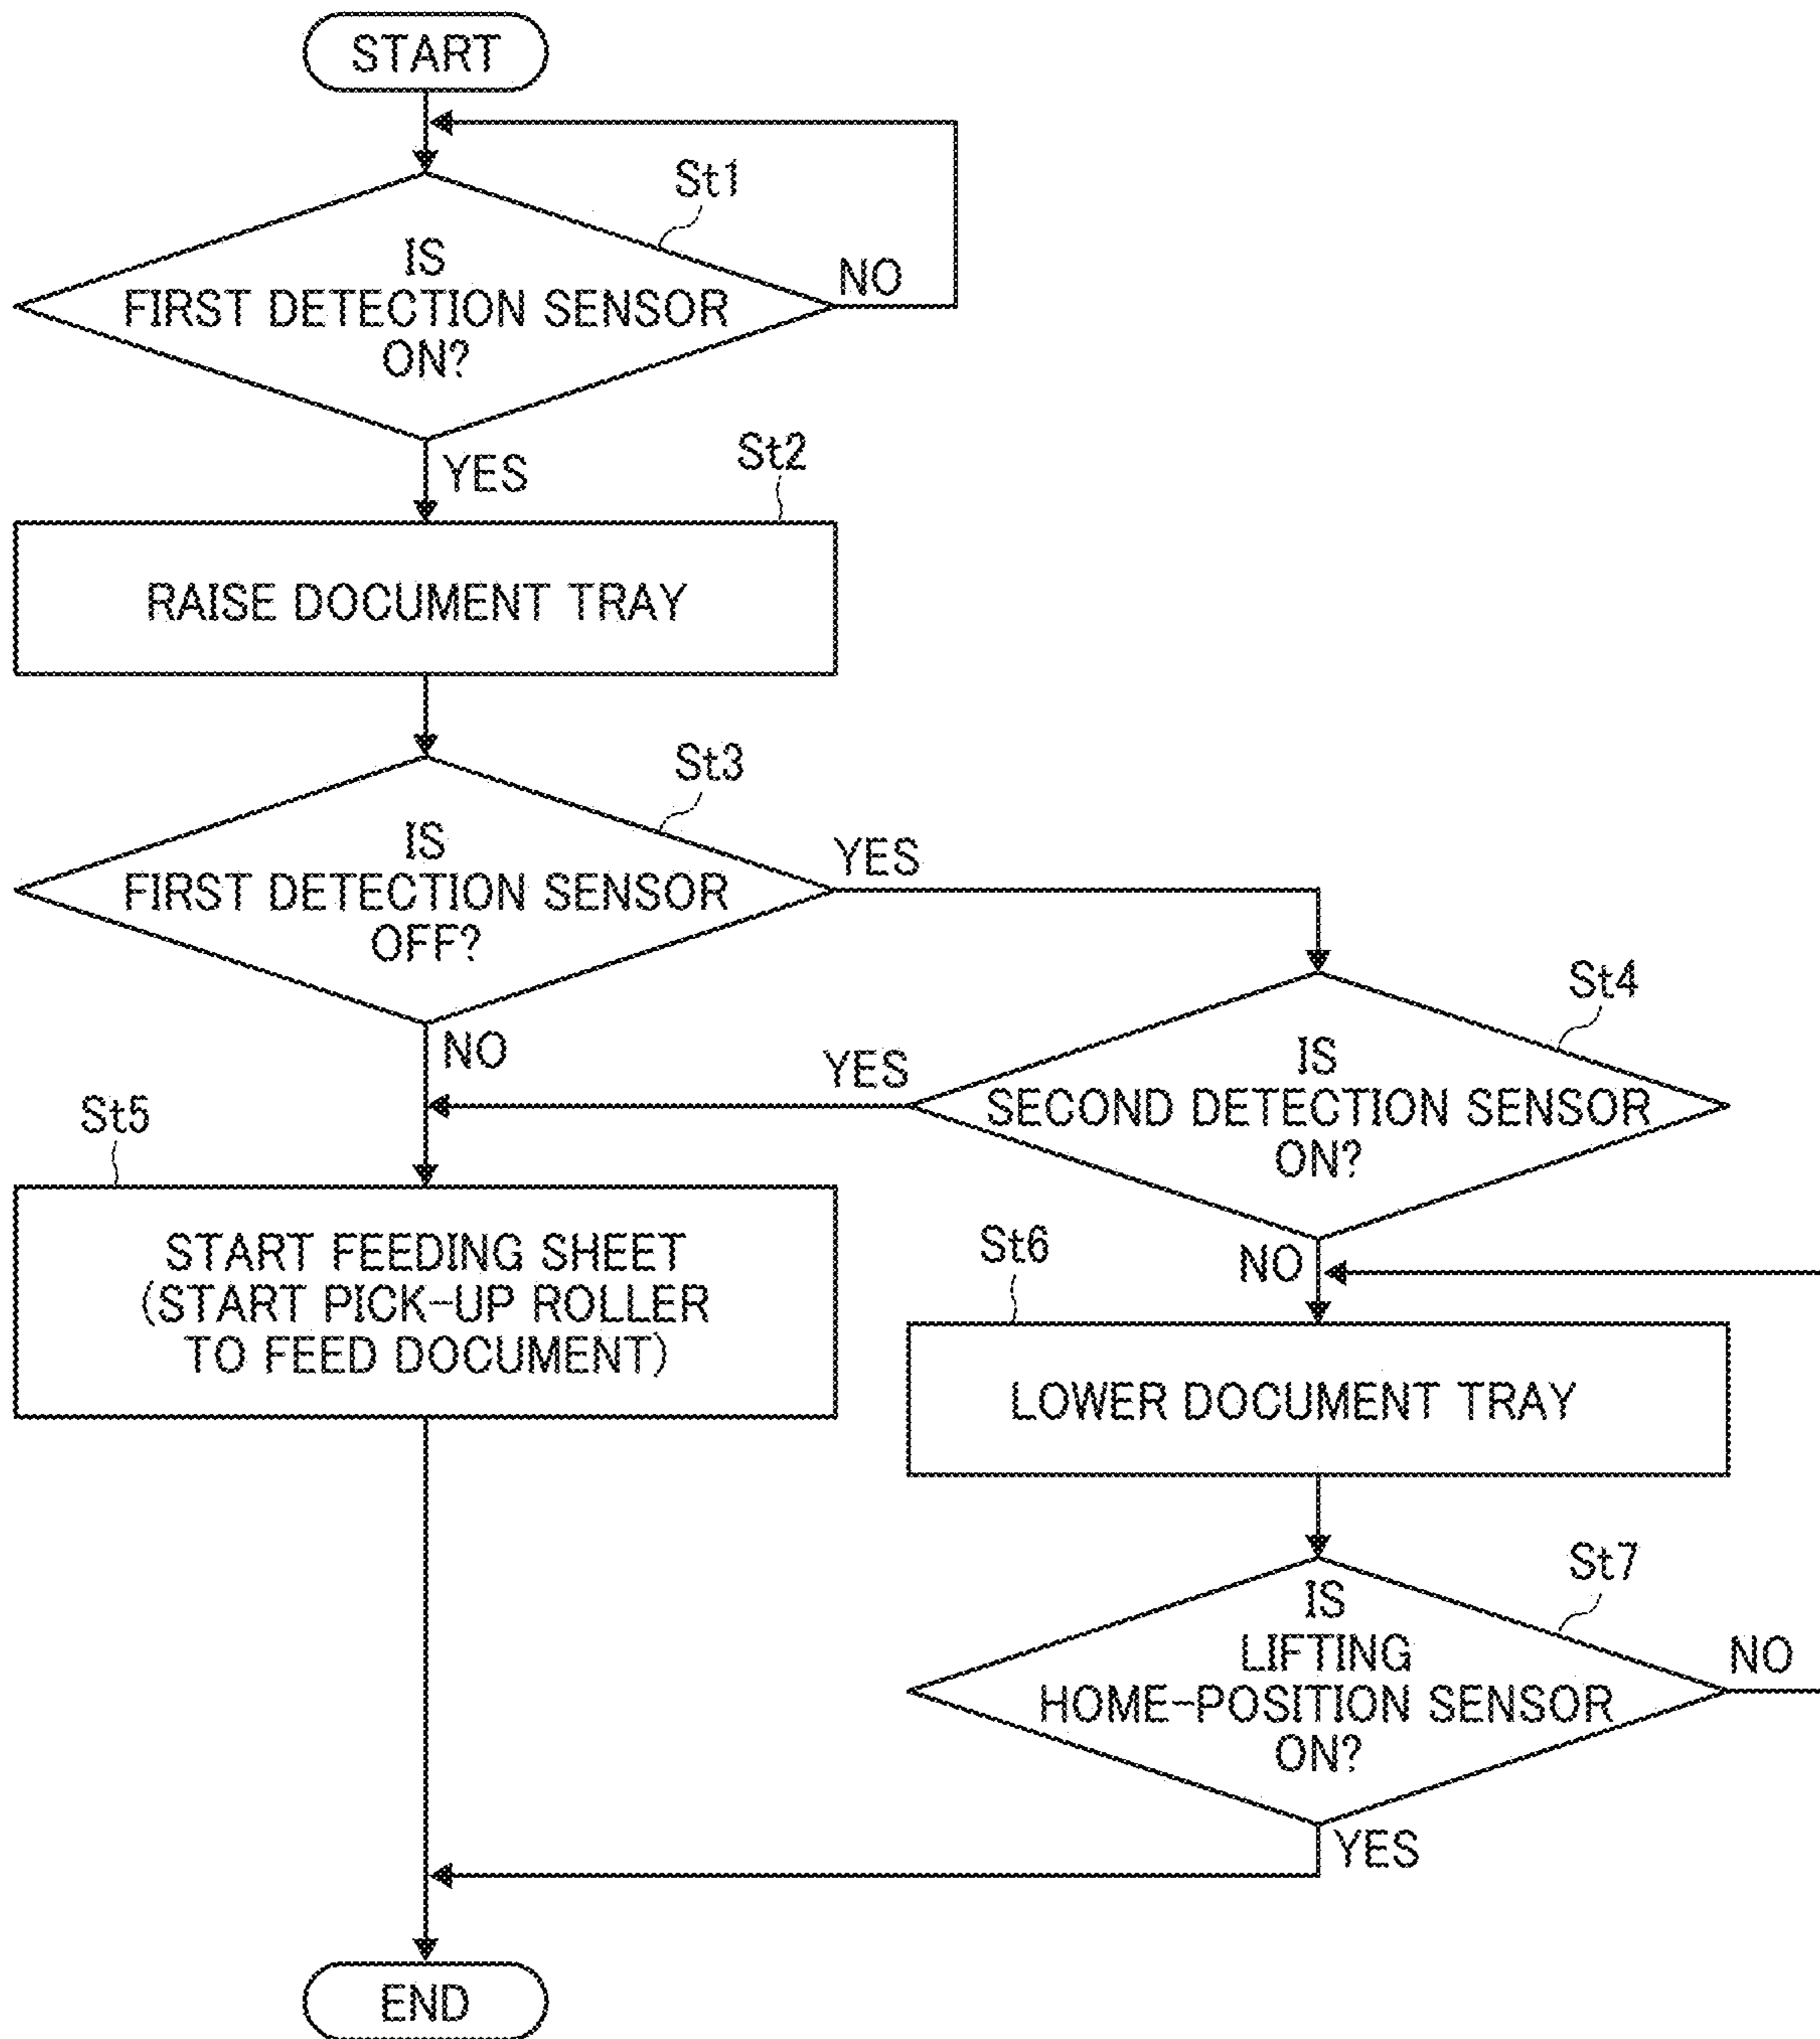 START
St1
IS
FIRST DETECTION SENSOR
ON?
NO
YES
St2
RAISE DOCUMENT TRAY
St3
IS
FIRST DETECTION SENSOR
OFF?
YES
NO
St4
IS
SECOND DETECTION SENSOR
ON?
YES
NO
St5
START FEEDING SHEET
(START PICK-UP ROLLER
TO FEED DOCUMENT)
St6
LOWER DOCUMENT TRAY
St7
IS
LIFTING
HOME-POSITION SENSOR
ON?
NO
YES
END